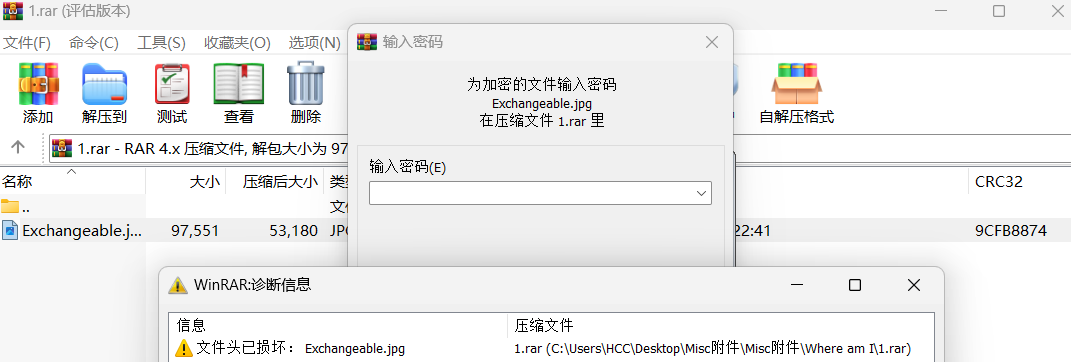 1.rar (评估版本)
文件(F) 命令(C) 工具(S) 收藏夹(O) 选项(N)
添加 解压到 测试 查看 删除 自解压格式
1.rar - RAR 4.x 压缩文件, 解包大小为 97
名称 大小 压缩后大小 类 CRC32
.. 文
Exchangeable.j... 97,551 53,180 JP 22:41 9CFB8874
输入密码
为加密的文件输入密码
Exchangeable.jpg
在压缩文件 1.rar 里
输入密码(E)
WinRAR:诊断信息
信息 压缩文件
文件头已损坏: Exchangeable.jpg 1.rar (C:\Users\HCC\Desktop\Misc附件\Misc附件\Where am I\1.rar)